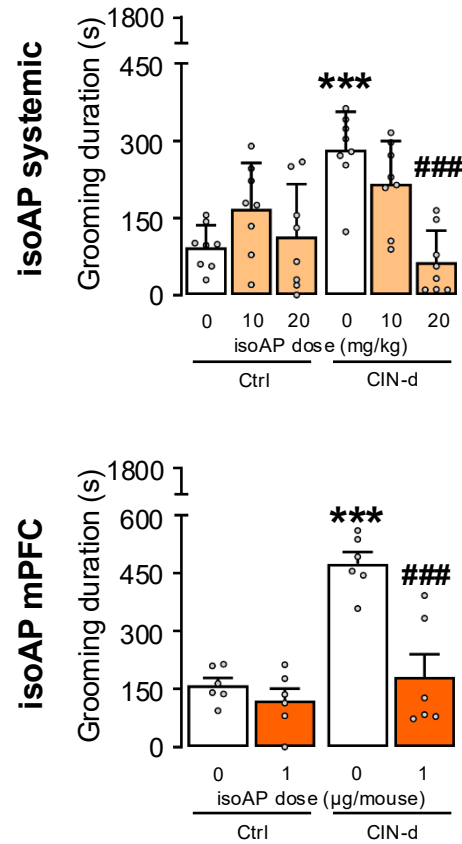 isoAP systemic
Grooming duration (s)
1800
450
300
150
0
***
###
0 10 20 0 10 20
isoAP dose (mg/kg)
Ctrl CIN-d
isoAP mPFC
Grooming duration (s)
1800
600
450
300
150
0
***
###
0 1 0 1
isoAP dose (µg/mouse)
Ctrl CIN-d